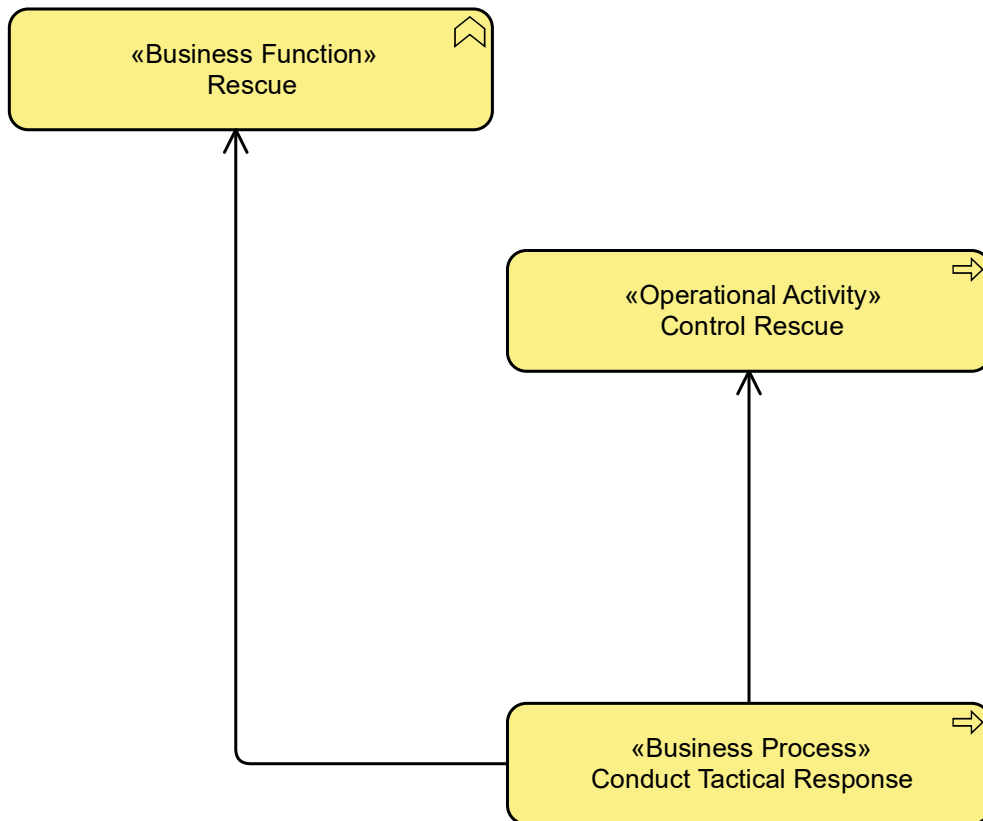 «Business Function»
Rescue
«Operational Activity»
Control Rescue
«Business Process»
Conduct Tactical Response